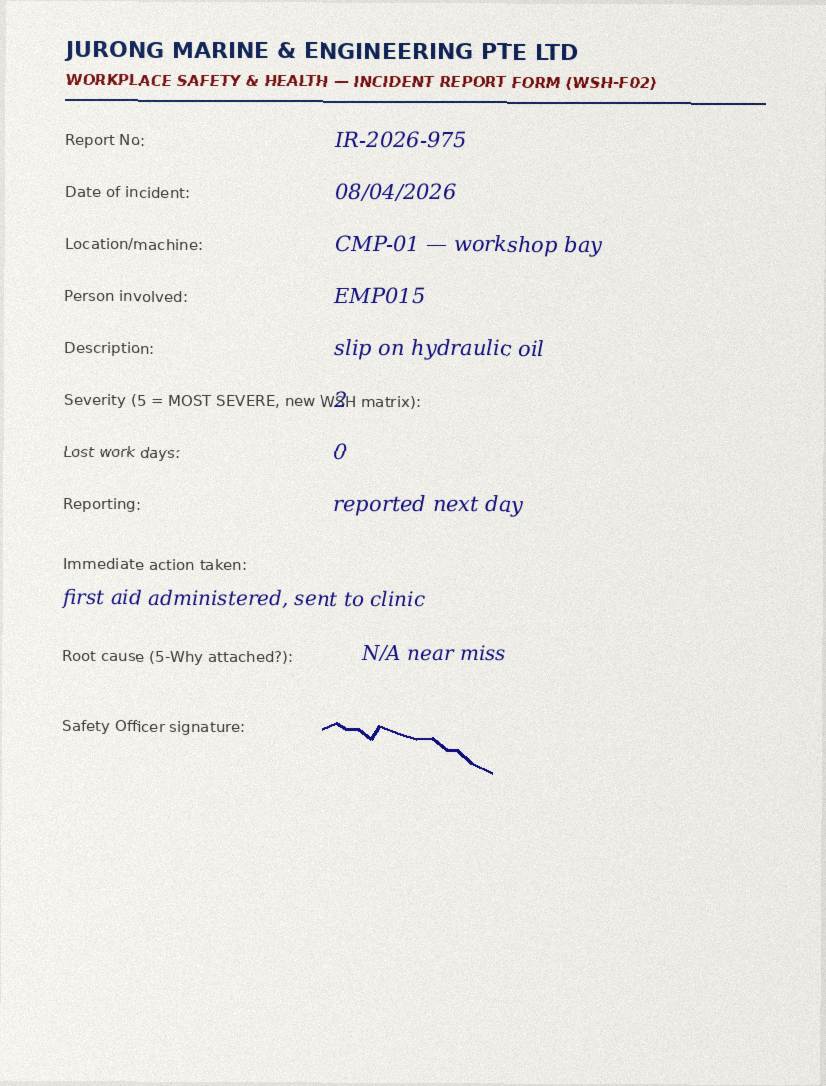 JURONG MARINE & ENGINEERING PTE LTD
WORKPLACE SAFETY & HEALTH — INCIDENT REPORT FORM (WSH-F02)
Report No: IR-2026-975
Date of incident: 08/04/2026
Location/machine: CMP-01 — workshop bay
Person involved: EMP015
Description: slip on hydraulic oil
Severity (5 = MOST SEVERE, new WSH matrix): 2
Lost work days: 0
Reporting: reported next day
Immediate action taken:
first aid administered, sent to clinic
Root cause (5-Why attached?): N/A near miss
Safety Officer signature: